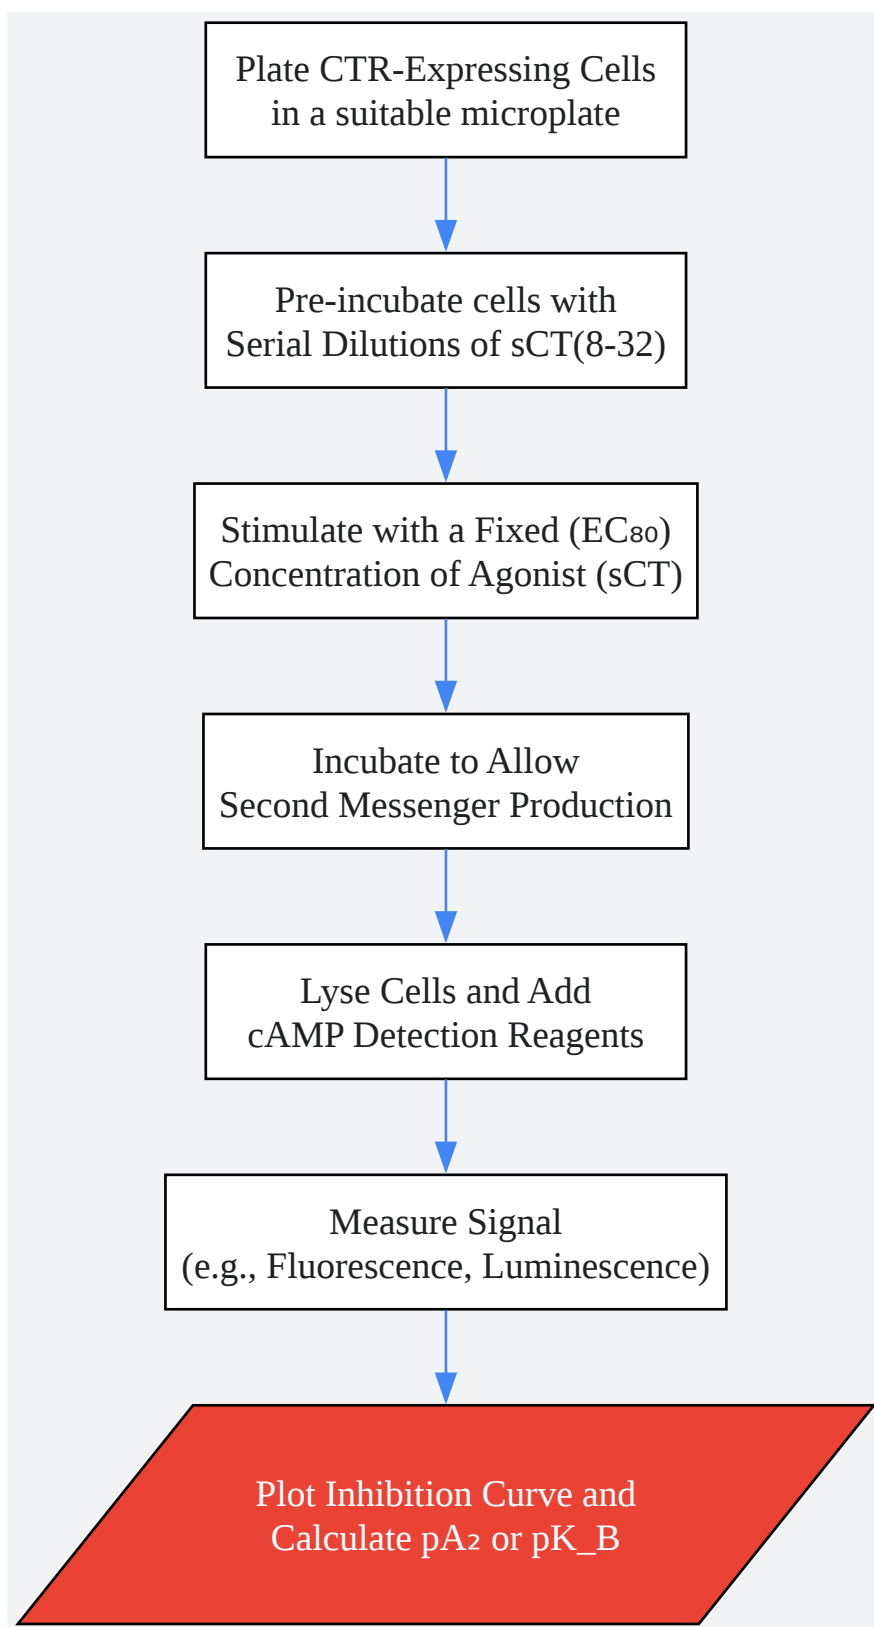 Plate CTR-Expressing Cells
in a suitable microplate
Pre-incubate cells with
Serial Dilutions of sCT(8-32)
Stimulate with a Fixed (EC₈₀)
Concentration of Agonist (sCT)
Incubate to Allow
Second Messenger Production
Lyse Cells and Add
cAMP Detection Reagents
Measure Signal
(e.g., Fluorescence, Luminescence)
Plot Inhibition Curve and
Calculate pA₂ or pK_B